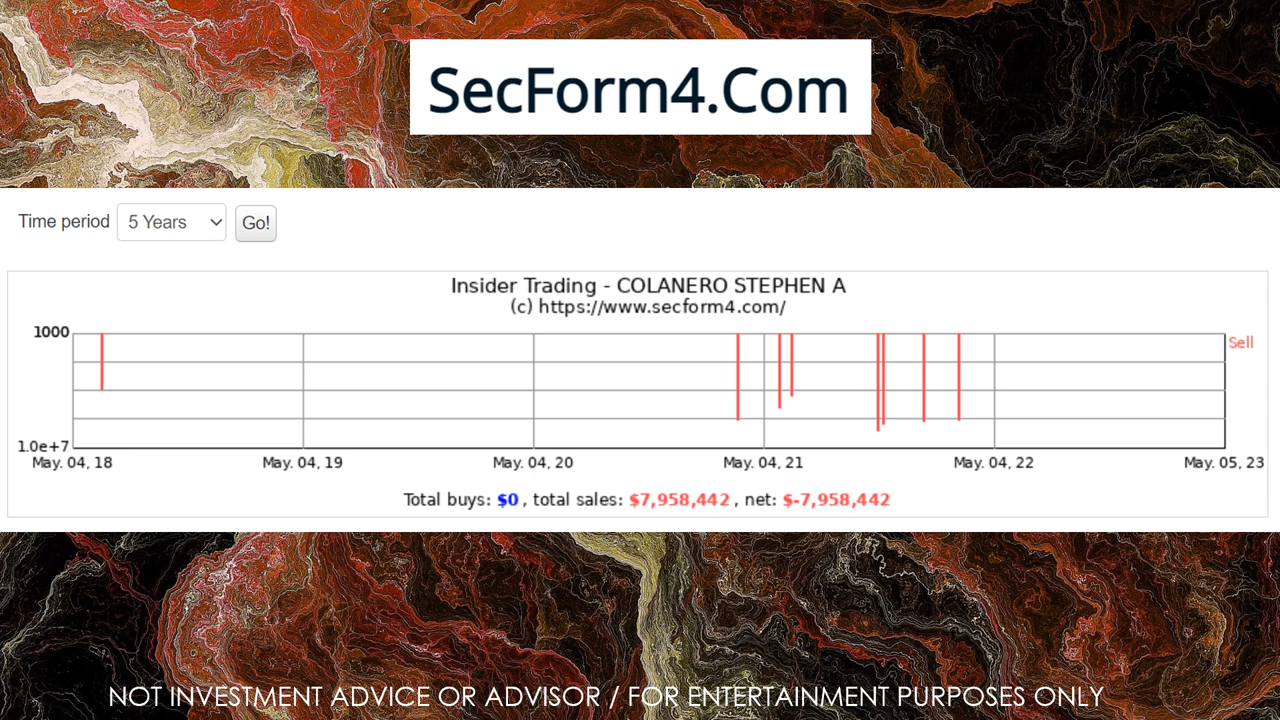 SecForm4.Com
Time period 5 Years Go!
Insider Trading - COLANERO STEPHEN A
(c) https://www.secform4.com/
1000
Sell
1.0e+7
May. 04, 18 May. 04, 19 May. 04, 20 May. 04, 21 May. 04, 22 May. 05, 23
Total buys: $0 , total sales: $7,958,442 , net: $-7,958,442
NOT INVESTMENT ADVICE OR ADVISOR / FOR ENTERTAINMENT PURPOSES ONLY